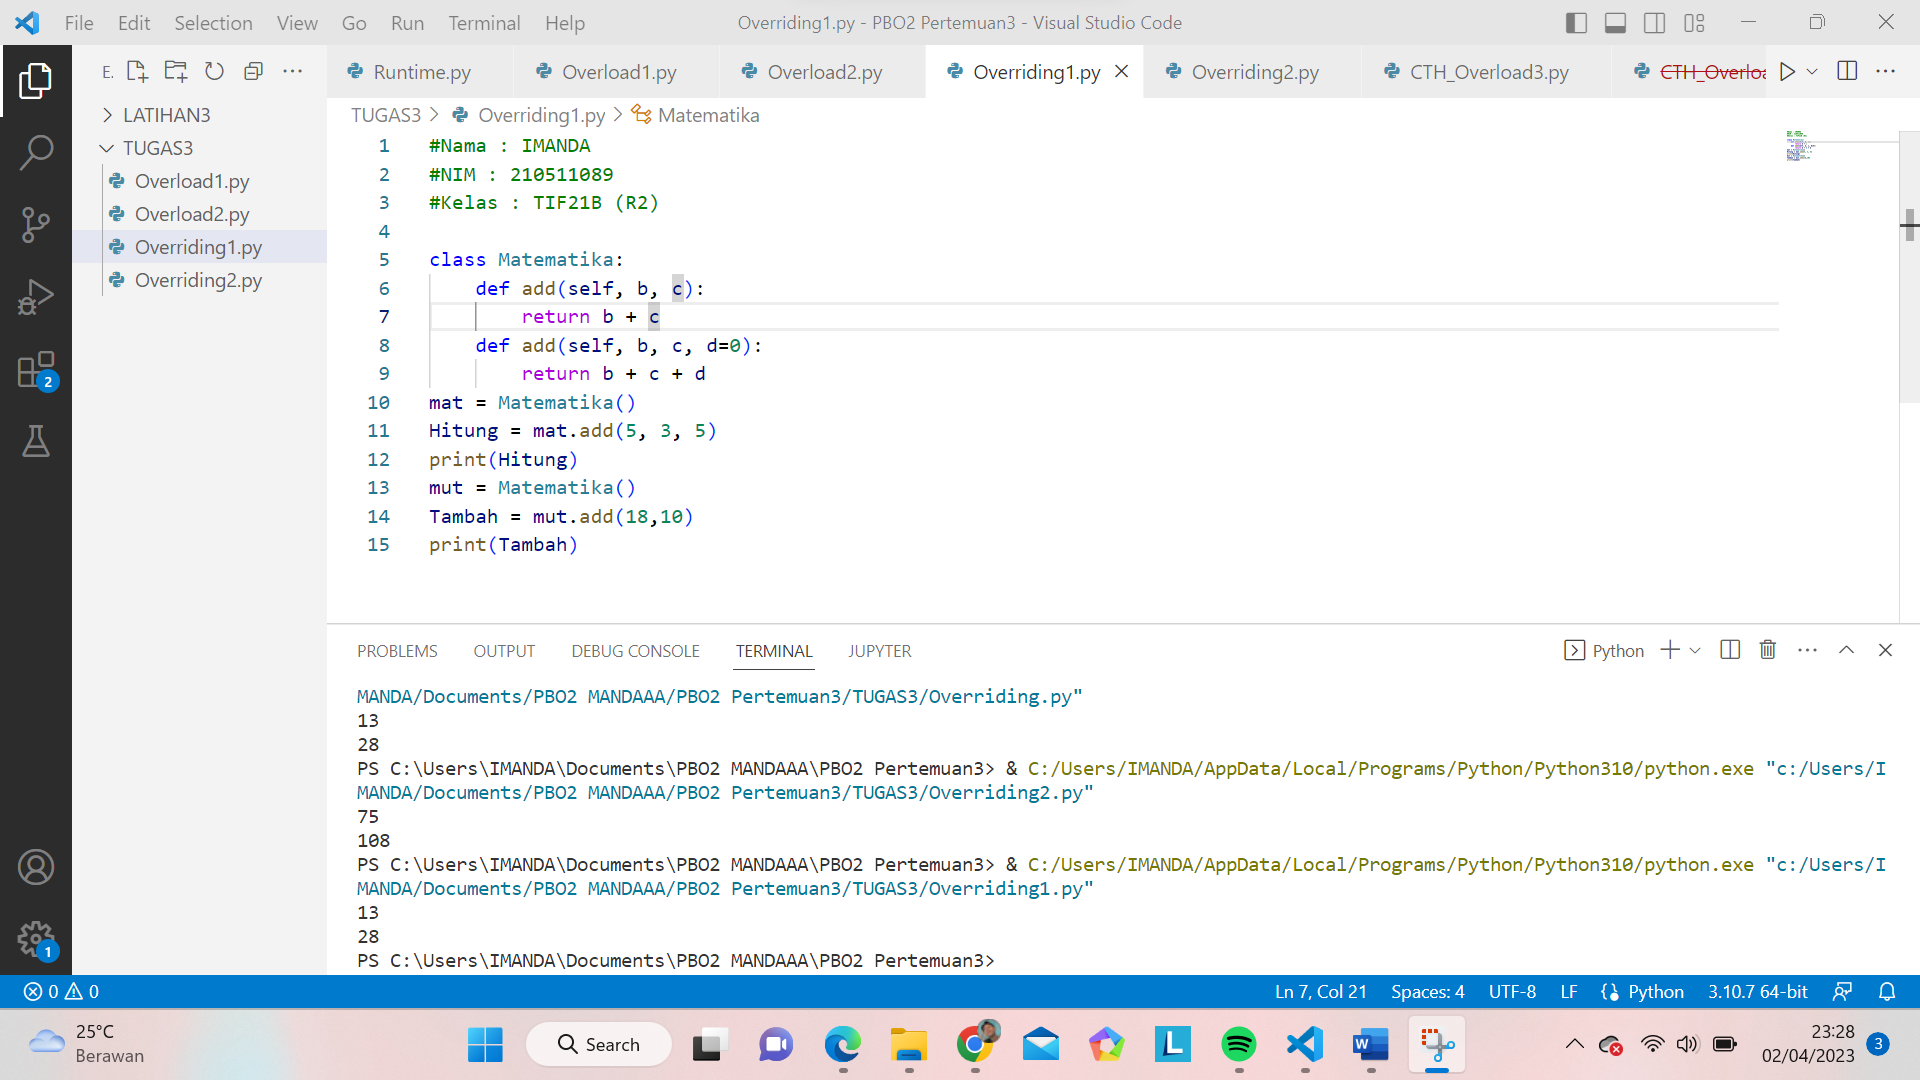 File Edit Selection View Go Run Terminal Help Overriding1.py - PBO2 Pertemuan3 - Visual Studio Code
E. Runtime.py Overload1.py Overload2.py Overriding1.py Overriding2.py CTH_Overload3.py CTH_Overloa
LATIHAN3
TUGAS3
Overload1.py
Overload2.py
Overriding1.py
Overriding2.py
2
1
TUGAS3 > Overriding1.py > Matematika
1 #Nama : IMANDA
2 #NIM : 210511089
3 #Kelas : TIF21B (R2)
4
5 class Matematika:
6     def add(self, b, c):
7         return b + c
8     def add(self, b, c, d=0):
9         return b + c + d
10 mat = Matematika()
11 Hitung = mat.add(5, 3, 5)
12 print(Hitung)
13 mut = Matematika()
14 Tambah = mut.add(18,10)
15 print(Tambah)
PROBLEMS OUTPUT DEBUG CONSOLE TERMINAL JUPYTER Python
MANDA/Documents/PBO2 MANDAAA/PBO2 Pertemuan3/TUGAS3/Overriding.py"
13
28
PS C:\Users\IMANDA\Documents\PBO2 MANDAAA\PBO2 Pertemuan3> & C:/Users/IMANDA/AppData/Local/Programs/Python/Python310/python.exe "c:/Users/I
MANDA/Documents/PBO2 MANDAAA/PBO2 Pertemuan3/TUGAS3/Overriding2.py"
75
108
PS C:\Users\IMANDA\Documents\PBO2 MANDAAA\PBO2 Pertemuan3> & C:/Users/IMANDA/AppData/Local/Programs/Python/Python310/python.exe "c:/Users/I
MANDA/Documents/PBO2 MANDAAA/PBO2 Pertemuan3/TUGAS3/Overriding1.py"
13
28
PS C:\Users\IMANDA\Documents\PBO2 MANDAAA\PBO2 Pertemuan3>
0 0 Ln 7, Col 21 Spaces: 4 UTF-8 LF Python 3.10.7 64-bit
25°C
Berawan
Search
23:28
02/04/2023
3